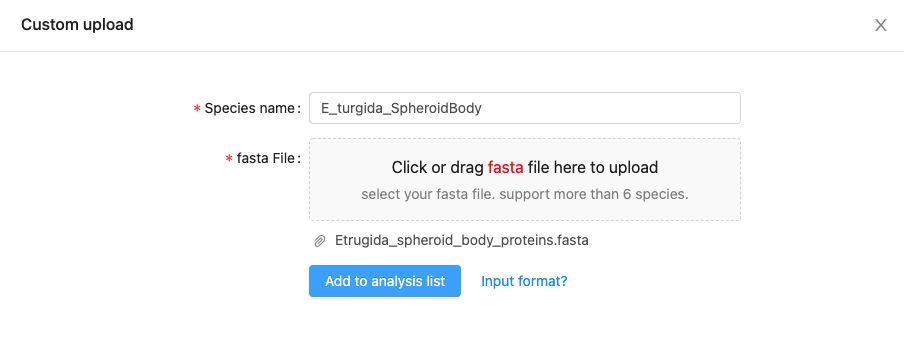 Custom upload
* Species name: E_turgida_SpheroidBody
* fasta File: Click or drag fasta file here to upload
select your fasta file. support more than 6 species.
Etrugida_spheroid_body_proteins.fasta
Add to analysis list Input format?